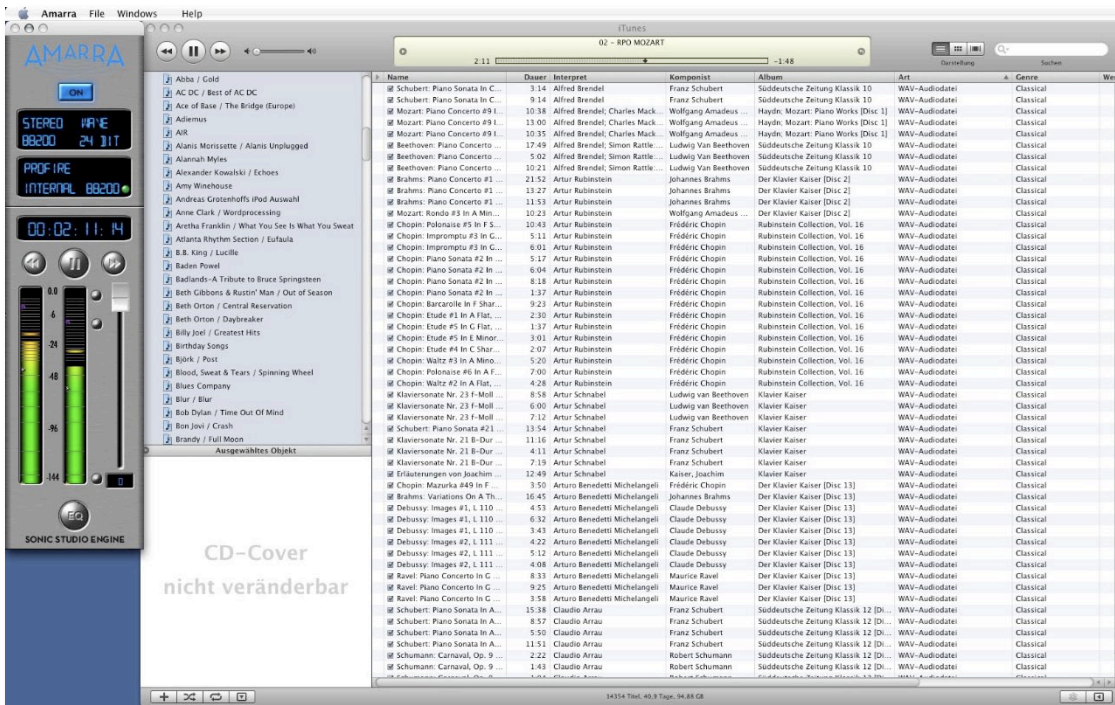 Amarra File Windows Help
iTunes
AMARRA
ON
STEREO WAVE
88200 24 BIT
PROFIRE
INTERNAL 88200
00:02:11:14
0.0
-6
-24
-48
-96
-144
0
EQ
SONIC STUDIO ENGINE
02 - RPO MOZART
2:11 -1:48
Darstellung Suchen
Abba / Gold
AC DC / Best of AC DC
Ace of Base / The Bridge (Europe)
Adiemus
AIR
Alanis Morissette / Alanis Unplugged
Alannah Myles
Alexander Kowalski / Echoes
Amy Winehouse
Andreas Grotenhoffs iPod Auswahl
Anne Clark / Wordprocessing
Aretha Franklin / What You See Is What You Sweat
Atlanta Rhythm Section / Eufaula
B.B. King / Lucille
Baden Powel
Badlands-A Tribute to Bruce Springsteen
Beth Gibbons & Rustin' Man / Out of Season
Beth Orton / Central Reservation
Beth Orton / Daybreaker
Billy Joel / Greatest Hits
Birthday Songs
Björk / Post
Blood, Sweat & Tears / Spinning Wheel
Blues Company
Blur / Blur
Bob Dylan / Time Out Of Mind
Bon Jovi / Crash
Brandy / Full Moon
Ausgewähltes Objekt
CD-Cover
nicht veränderbar
Name Dauer Interpret Komponist Album Art Genre We
Schubert: Piano Sonata In C... 3:14 Alfred Brendel Franz Schubert Süddeutsche Zeitung Klassik 10 WAV-Audiodatei Classical
Schubert: Piano Sonata In C... 9:14 Alfred Brendel Franz Schubert Süddeutsche Zeitung Klassik 10 WAV-Audiodatei Classical
Mozart: Piano Concerto #9 I... 10:38 Alfred Brendel; Charles Mack... Wolfgang Amadeus ... Haydn; Mozart: Piano Works [Disc 1] WAV-Audiodatei Classical
Mozart: Piano Concerto #9 I... 13:00 Alfred Brendel; Charles Mack... Wolfgang Amadeus ... Haydn; Mozart: Piano Works [Disc 1] WAV-Audiodatei Classical
Mozart: Piano Concerto #9 I... 10:35 Alfred Brendel; Charles Mack... Wolfgang Amadeus ... Haydn; Mozart: Piano Works [Disc 1] WAV-Audiodatei Classical
Beethoven: Piano Concerto ... 17:49 Alfred Brendel; Simon Rattle:... Ludwig Van Beethoven Süddeutsche Zeitung Klassik 10 WAV-Audiodatei Classical
Beethoven: Piano Concerto ... 5:02 Alfred Brendel; Simon Rattle:... Ludwig Van Beethoven Süddeutsche Zeitung Klassik 10 WAV-Audiodatei Classical
Beethoven: Piano Concerto ... 10:21 Alfred Brendel; Simon Rattle:... Ludwig Van Beethoven Süddeutsche Zeitung Klassik 10 WAV-Audiodatei Classical
Brahms: Piano Concerto #1 ... 21:52 Artur Rubinstein Johannes Brahms Der Klavier Kaiser [Disc 2] WAV-Audiodatei Classical
Brahms: Piano Concerto #1 ... 13:27 Artur Rubinstein Johannes Brahms Der Klavier Kaiser [Disc 2] WAV-Audiodatei Classical
Brahms: Piano Concerto #1 ... 11:53 Artur Rubinstein Johannes Brahms Der Klavier Kaiser [Disc 2] WAV-Audiodatei Classical
Mozart: Rondo #3 In A Min... 10:23 Artur Rubinstein Wolfgang Amadeus ... Der Klavier Kaiser [Disc 2] WAV-Audiodatei Classical
Chopin: Polonaise #5 In F S... 10:43 Artur Rubinstein Frédéric Chopin Rubinstein Collection, Vol. 16 WAV-Audiodatei Classical
Chopin: Impromptu #3 In G... 5:11 Artur Rubinstein Frédéric Chopin Rubinstein Collection, Vol. 16 WAV-Audiodatei Classical
Chopin: Impromptu #3 In G... 6:01 Artur Rubinstein Frédéric Chopin Rubinstein Collection, Vol. 16 WAV-Audiodatei Classical
Chopin: Piano Sonata #2 In ... 5:17 Artur Rubinstein Frédéric Chopin Rubinstein Collection, Vol. 16 WAV-Audiodatei Classical
Chopin: Piano Sonata #2 In ... 6:04 Artur Rubinstein Frédéric Chopin Rubinstein Collection, Vol. 16 WAV-Audiodatei Classical
Chopin: Piano Sonata #2 In ... 8:18 Artur Rubinstein Frédéric Chopin Rubinstein Collection, Vol. 16 WAV-Audiodatei Classical
Chopin: Piano Sonata #2 In ... 1:37 Artur Rubinstein Frédéric Chopin Rubinstein Collection, Vol. 16 WAV-Audiodatei Classical
Chopin: Barcarolle In F Shar... 9:23 Artur Rubinstein Frédéric Chopin Rubinstein Collection, Vol. 16 WAV-Audiodatei Classical
Chopin: Etude #1 In A Flat, ... 2:30 Artur Rubinstein Frédéric Chopin Rubinstein Collection, Vol. 16 WAV-Audiodatei Classical
Chopin: Etude #5 In G Flat, ... 1:37 Artur Rubinstein Frédéric Chopin Rubinstein Collection, Vol. 16 WAV-Audiodatei Classical
Chopin: Etude #5 In E Minor... 3:01 Artur Rubinstein Frédéric Chopin Rubinstein Collection, Vol. 16 WAV-Audiodatei Classical
Chopin: Etude #4 In C Shar... 2:07 Artur Rubinstein Frédéric Chopin Rubinstein Collection, Vol. 16 WAV-Audiodatei Classical
Chopin: Waltz #3 In A Mino... 5:20 Artur Rubinstein Frédéric Chopin Rubinstein Collection, Vol. 16 WAV-Audiodatei Classical
Chopin: Polonaise #6 In A F... 7:00 Artur Rubinstein Frédéric Chopin Rubinstein Collection, Vol. 16 WAV-Audiodatei Classical
Chopin: Waltz #2 In A Flat, ... 4:28 Artur Rubinstein Frédéric Chopin Rubinstein Collection, Vol. 16 WAV-Audiodatei Classical
Klaviersonate Nr. 23 f-Moll ... 8:58 Artur Schnabel Ludwig van Beethoven Klavier Kaiser WAV-Audiodatei Classical
Klaviersonate Nr. 23 f-Moll ... 6:00 Artur Schnabel Ludwig van Beethoven Klavier Kaiser WAV-Audiodatei Classical
Klaviersonate Nr. 23 f-Moll ... 7:12 Artur Schnabel Ludwig van Beethoven Klavier Kaiser WAV-Audiodatei Classical
Schubert: Piano Sonata #21 ... 13:54 Artur Schnabel Franz Schubert Klavier Kaiser WAV-Audiodatei Classical
Klaviersonate Nr. 21 B-Dur ... 11:16 Artur Schnabel Franz Schubert Klavier Kaiser WAV-Audiodatei Classical
Klaviersonate Nr. 21 B-Dur ... 4:11 Artur Schnabel Franz Schubert Klavier Kaiser WAV-Audiodatei Classical
Klaviersonate Nr. 21 B-Dur ... 7:19 Artur Schnabel Franz Schubert Klavier Kaiser WAV-Audiodatei Classical
Erläuterungen von Joachim ... 12:49 Artur Schnabel Kaiser, Joachim Klavier Kaiser WAV-Audiodatei Classical
Chopin: Mazurka #49 In F ... 3:50 Arturo Benedetti Michelangeli Frédéric Chopin Der Klavier Kaiser [Disc 13] WAV-Audiodatei Classical
Brahms: Variations On A Th... 16:45 Arturo Benedetti Michelangeli Johannes Brahms Der Klavier Kaiser [Disc 13] WAV-Audiodatei Classical
Debussy: Images #1, L 110 ... 4:53 Arturo Benedetti Michelangeli Claude Debussy Der Klavier Kaiser [Disc 13] WAV-Audiodatei Classical
Debussy: Images #1, L 110 ... 6:32 Arturo Benedetti Michelangeli Claude Debussy Der Klavier Kaiser [Disc 13] WAV-Audiodatei Classical
Debussy: Images #1, L 110 ... 3:43 Arturo Benedetti Michelangeli Claude Debussy Der Klavier Kaiser [Disc 13] WAV-Audiodatei Classical
Debussy: Images #2, L 111 ... 4:22 Arturo Benedetti Michelangeli Claude Debussy Der Klavier Kaiser [Disc 13] WAV-Audiodatei Classical
Debussy: Images #2, L 111 ... 5:12 Arturo Benedetti Michelangeli Claude Debussy Der Klavier Kaiser [Disc 13] WAV-Audiodatei Classical
Debussy: Images #2, L 111 ... 4:08 Arturo Benedetti Michelangeli Claude Debussy Der Klavier Kaiser [Disc 13] WAV-Audiodatei Classical
Ravel: Piano Concerto In G ... 8:33 Arturo Benedetti Michelangeli Maurice Ravel Der Klavier Kaiser [Disc 13] WAV-Audiodatei Classical
Ravel: Piano Concerto In G ... 9:25 Arturo Benedetti Michelangeli Maurice Ravel Der Klavier Kaiser [Disc 13] WAV-Audiodatei Classical
Ravel: Piano Concerto In G ... 3:58 Arturo Benedetti Michelangeli Maurice Ravel Der Klavier Kaiser [Disc 13] WAV-Audiodatei Classical
Schubert: Piano Sonata In A... 15:38 Claudio Arrau Franz Schubert Süddeutsche Zeitung Klassik 12 [Di... WAV-Audiodatei Classical
Schubert: Piano Sonata In A... 8:57 Claudio Arrau Franz Schubert Süddeutsche Zeitung Klassik 12 [Di... WAV-Audiodatei Classical
Schubert: Piano Sonata In A... 5:50 Claudio Arrau Franz Schubert Süddeutsche Zeitung Klassik 12 [Di... WAV-Audiodatei Classical
Schubert: Piano Sonata In A... 11:51 Claudio Arrau Franz Schubert Süddeutsche Zeitung Klassik 12 [Di... WAV-Audiodatei Classical
Schumann: Carnaval, Op. 9 ... 2:22 Claudio Arrau Robert Schumann Süddeutsche Zeitung Klassik 12 [Di... WAV-Audiodatei Classical
Schumann: Carnaval, Op. 9 ... 1:43 Claudio Arrau Robert Schumann Süddeutsche Zeitung Klassik 12 [Di... WAV-Audiodatei Classical
14354 Titel, 40,9 Tage, 94,88 GB